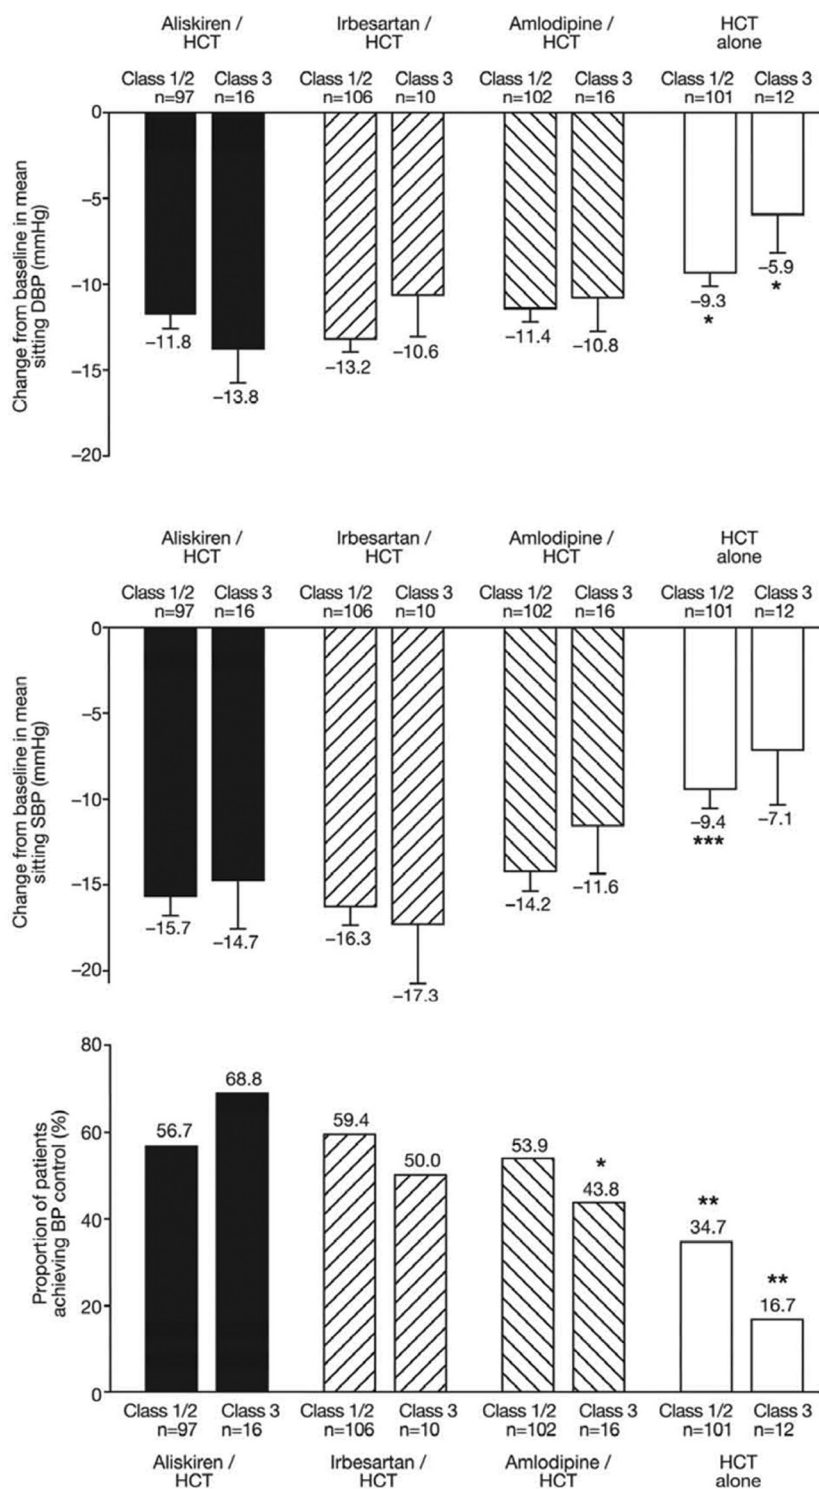 Aliskiren / Irbesartan / Amlodipine / HCT
HCT HCT HCT alone
Class 1/2 Class 3 Class 1/2 Class 3 Class 1/2 Class 3 Class 1/2 Class 3
n=97 n=16 n=106 n=10 n=102 n=16 n=101 n=12
Change from baseline in mean
sitting DBP (mmHg)
0
−5
−10
−15
−20
−11.8
−13.8
−13.2
−10.6
−11.4
−10.8
−9.3
*
−5.9
*
Aliskiren / Irbesartan / Amlodipine / HCT
HCT HCT HCT alone
Class 1/2 Class 3 Class 1/2 Class 3 Class 1/2 Class 3 Class 1/2 Class 3
n=97 n=16 n=106 n=10 n=102 n=16 n=101 n=12
Change from baseline in mean
sitting SBP (mmHg)
0
−5
−10
−15
−20
−15.7
−14.7
−16.3
−17.3
−14.2
−11.6
−9.4
***
−7.1
Proportion of patients
achieving BP control (%)
80
60
40
20
0
56.7
68.8
59.4
50.0
53.9
*
43.8
**
34.7
**
16.7
Class 1/2 Class 3 Class 1/2 Class 3 Class 1/2 Class 3 Class 1/2 Class 3
n=97 n=16 n=106 n=10 n=102 n=16 n=101 n=12
Aliskiren / Irbesartan / Amlodipine / HCT
HCT HCT HCT alone